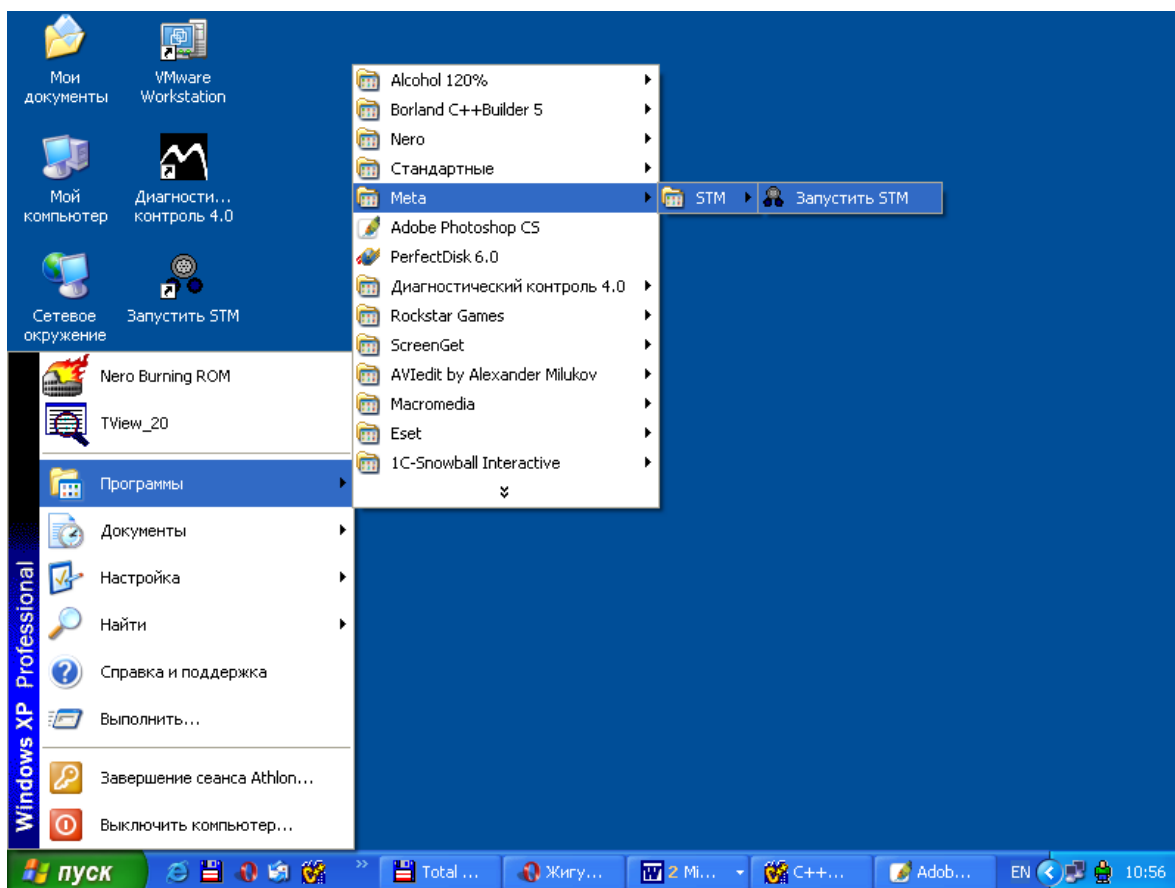 Мои
документы
VMware
Workstation
Мой
компьютер
Диагности...
контроль 4.0
Сетевое
окружение
Запустить STM
Alcohol 120%
Borland C++Builder 5
Nero
Стандартные
Meta
Adobe Photoshop CS
PerfectDisk 6.0
Диагностический контроль 4.0
Rockstar Games
ScreenGet
AVIedit by Alexander Milukov
Macromedia
Eset
1C-Snowball Interactive
STM
Запустить STM
Nero Burning ROM
TView_20
Программы
Документы
Настройка
Найти
Справка и поддержка
Выполнить...
Завершение сеанса Athlon...
Выключить компьютер...
Windows XP Professional
пуск
Total ...
Жигу...
2 Mi...
C++...
Adob...
EN
10:56